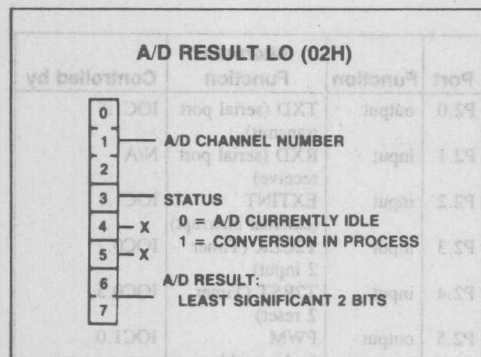 A/D RESULT LO (02H)
0
1 A/D CHANNEL NUMBER
2
3 STATUS
0 = A/D CURRENTLY IDLE
4 X
1 = CONVERSION IN PROCESS
5 X
6 A/D RESULT:
LEAST SIGNIFICANT 2 BITS
7